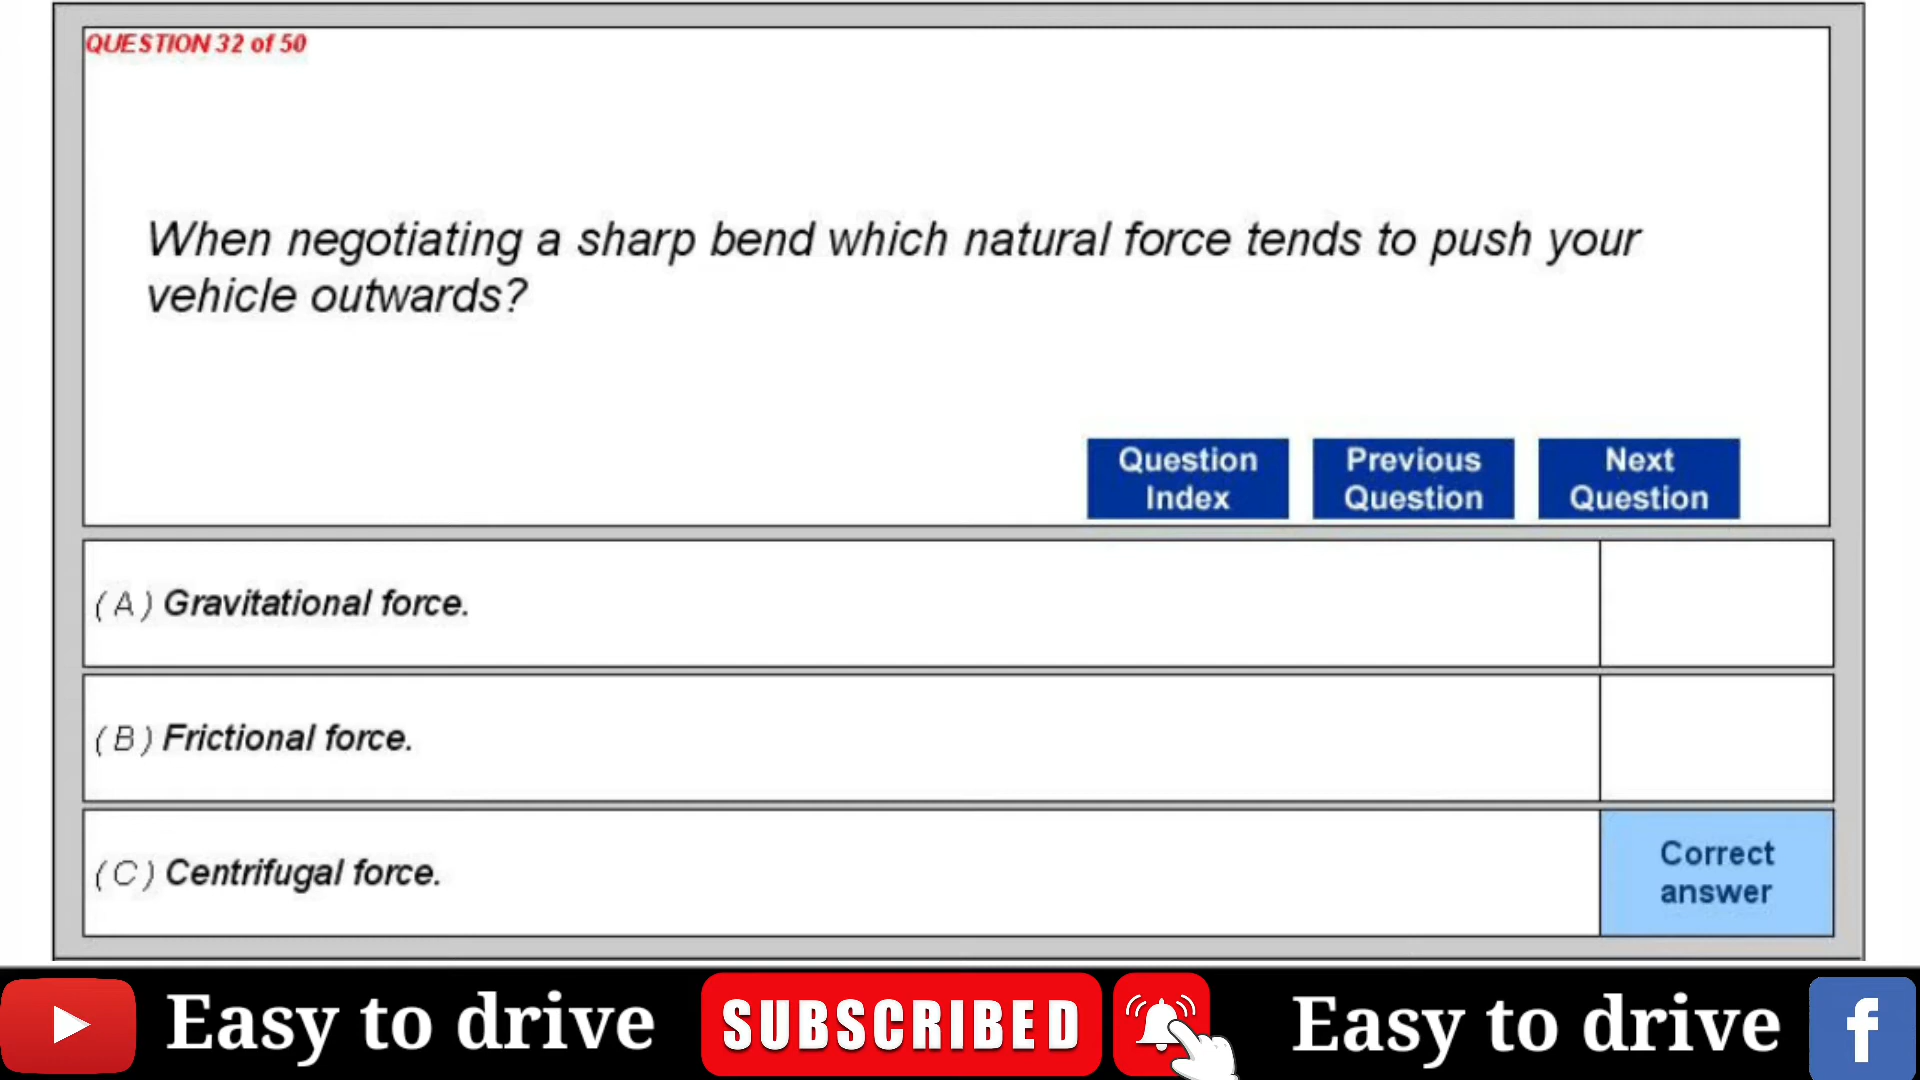 QUESTION 32 of 50
When negotiating a sharp bend which natural force tends to push your
vehicle outwards?
Question
Index
Previous
Question
Next
Question
(A) Gravitational force.
(B) Frictional force.
(C) Centrifugal force.
Correct
answer
Easy to drive
SUBSCRIBED
Easy to drive
f